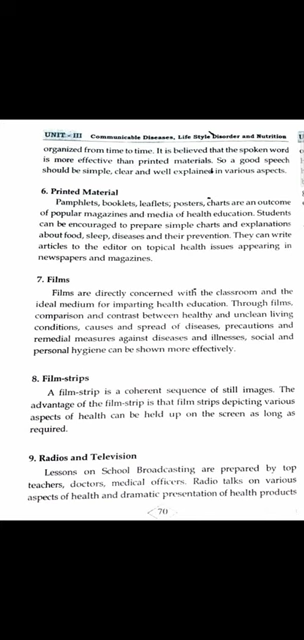 UNIT - III Communicable Diseases, Life Style Disorder and Nutrition
organized from time to time. It is believed that the spoken word
is more effective than printed materials. So a good speech
should be simple, clear and well explained in various aspects.
6. Printed Material
Pamphlets, booklets, leaflets, posters, charts are an outcome
of popular magazines and media of health education. Students
can be encouraged to prepare simple charts and explanations
about food, sleep, diseases and their prevention. They can write
articles to the editor on topical health issues appearing in
newspapers and magazines.
7. Films
Films are directly concerned with the classroom and the
ideal medium for imparting health education. Through films,
comparison and contrast between healthy and unclean living
conditions, causes and spread of diseases, precautions and
remedial measures against diseases and illnesses, social and
personal hygiene can be shown more effectively.
8. Film-strips
A film-strip is a coherent sequence of still images. The
advantage of the film-strip is that film strips depicting various
aspects of health can be held up on the screen as long as
required.
9. Radios and Television
Lessons on School Broadcasting are prepared by top
teachers, doctors, medical officers. Radio talks on various
aspects of health and dramatic presentation of health products
70